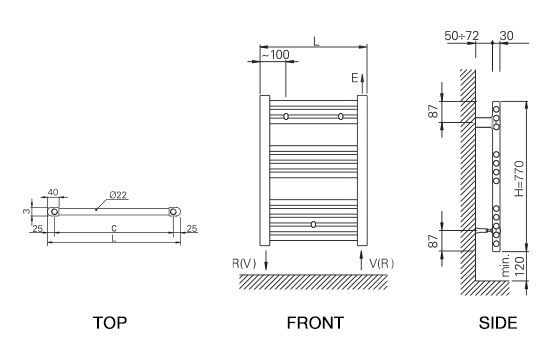 L
50÷72
30
~100
E
87
40
Ø22
3
H=770
25
C
25
L
87
R(V)
V(R)
min.
120
TOP
FRONT
SIDE